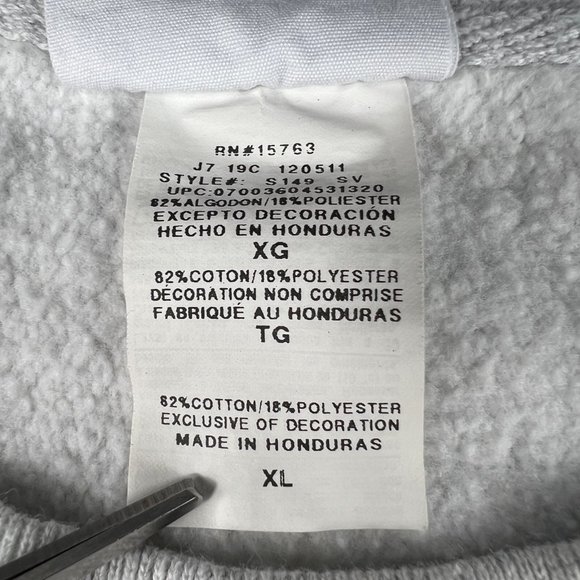 RN#15763
J7 19C 120511
STYLE#: S149 SV
UPC:07003604531320
82%ALGODON/18%POLIESTER
EXCEPTO DECORACIÓN
HECHO EN HONDURAS
XG
82%COTON/18%POLYESTER
DÉCORATION NON COMPRISE
FABRIQUÉ AU HONDURAS
TG
82%COTTON/18%POLYESTER
EXCLUSIVE OF DECORATION
MADE IN HONDURAS
XL